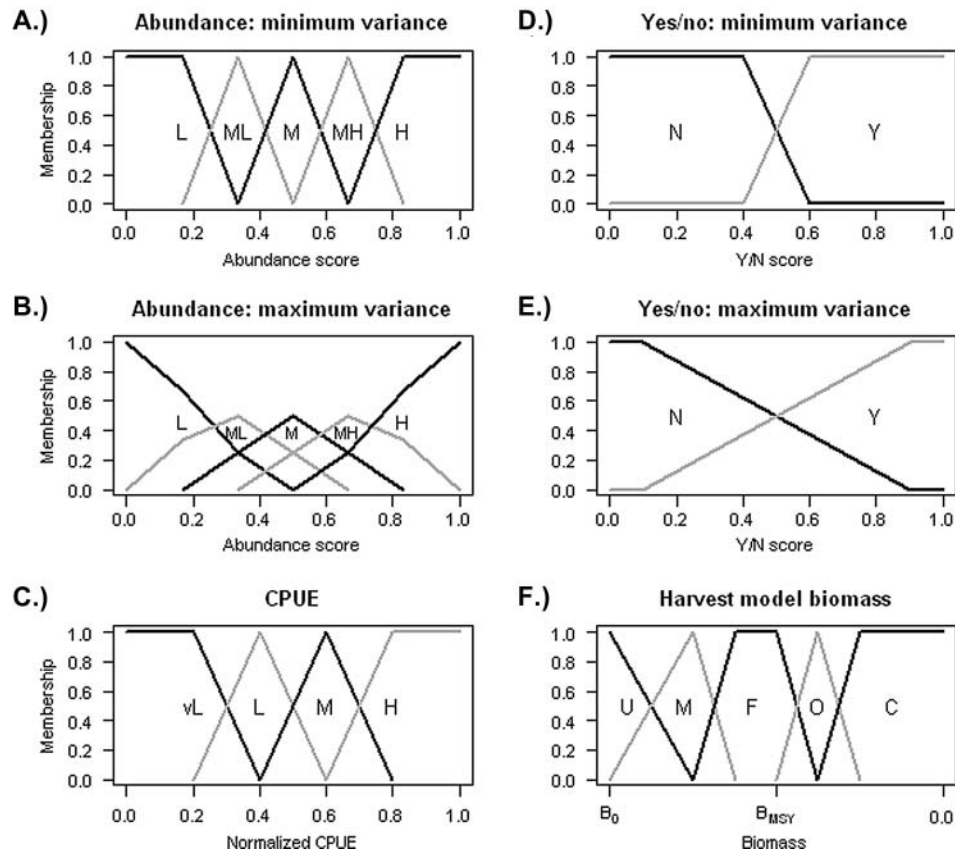 A.)
Abundance: minimum variance
1.0
0.8
0.6
0.4
0.2
0.0
Membership
L ML M MH H
0.0 0.2 0.4 0.6 0.8 1.0
Abundance score
B.)
Abundance: maximum variance
1.0
0.8
0.6
0.4
0.2
0.0
Membership
L ML M MH H
0.0 0.2 0.4 0.6 0.8 1.0
Abundance score
C.)
CPUE
1.0
0.8
0.6
0.4
0.2
0.0
Membership
vL L M H
0.0 0.2 0.4 0.6 0.8 1.0
Normalized CPUE
D.)
Yes/no: minimum variance
1.0
0.8
0.6
0.4
0.2
0.0
Membership
N Y
0.0 0.2 0.4 0.6 0.8 1.0
Y/N score
E.)
Yes/no: maximum variance
1.0
0.8
0.6
0.4
0.2
0.0
Membership
N Y
0.0 0.2 0.4 0.6 0.8 1.0
Y/N score
F.)
Harvest model biomass
1.0
0.8
0.6
0.4
0.2
0.0
Membership
U M F O C
B0 BMSY 0.0
Biomass